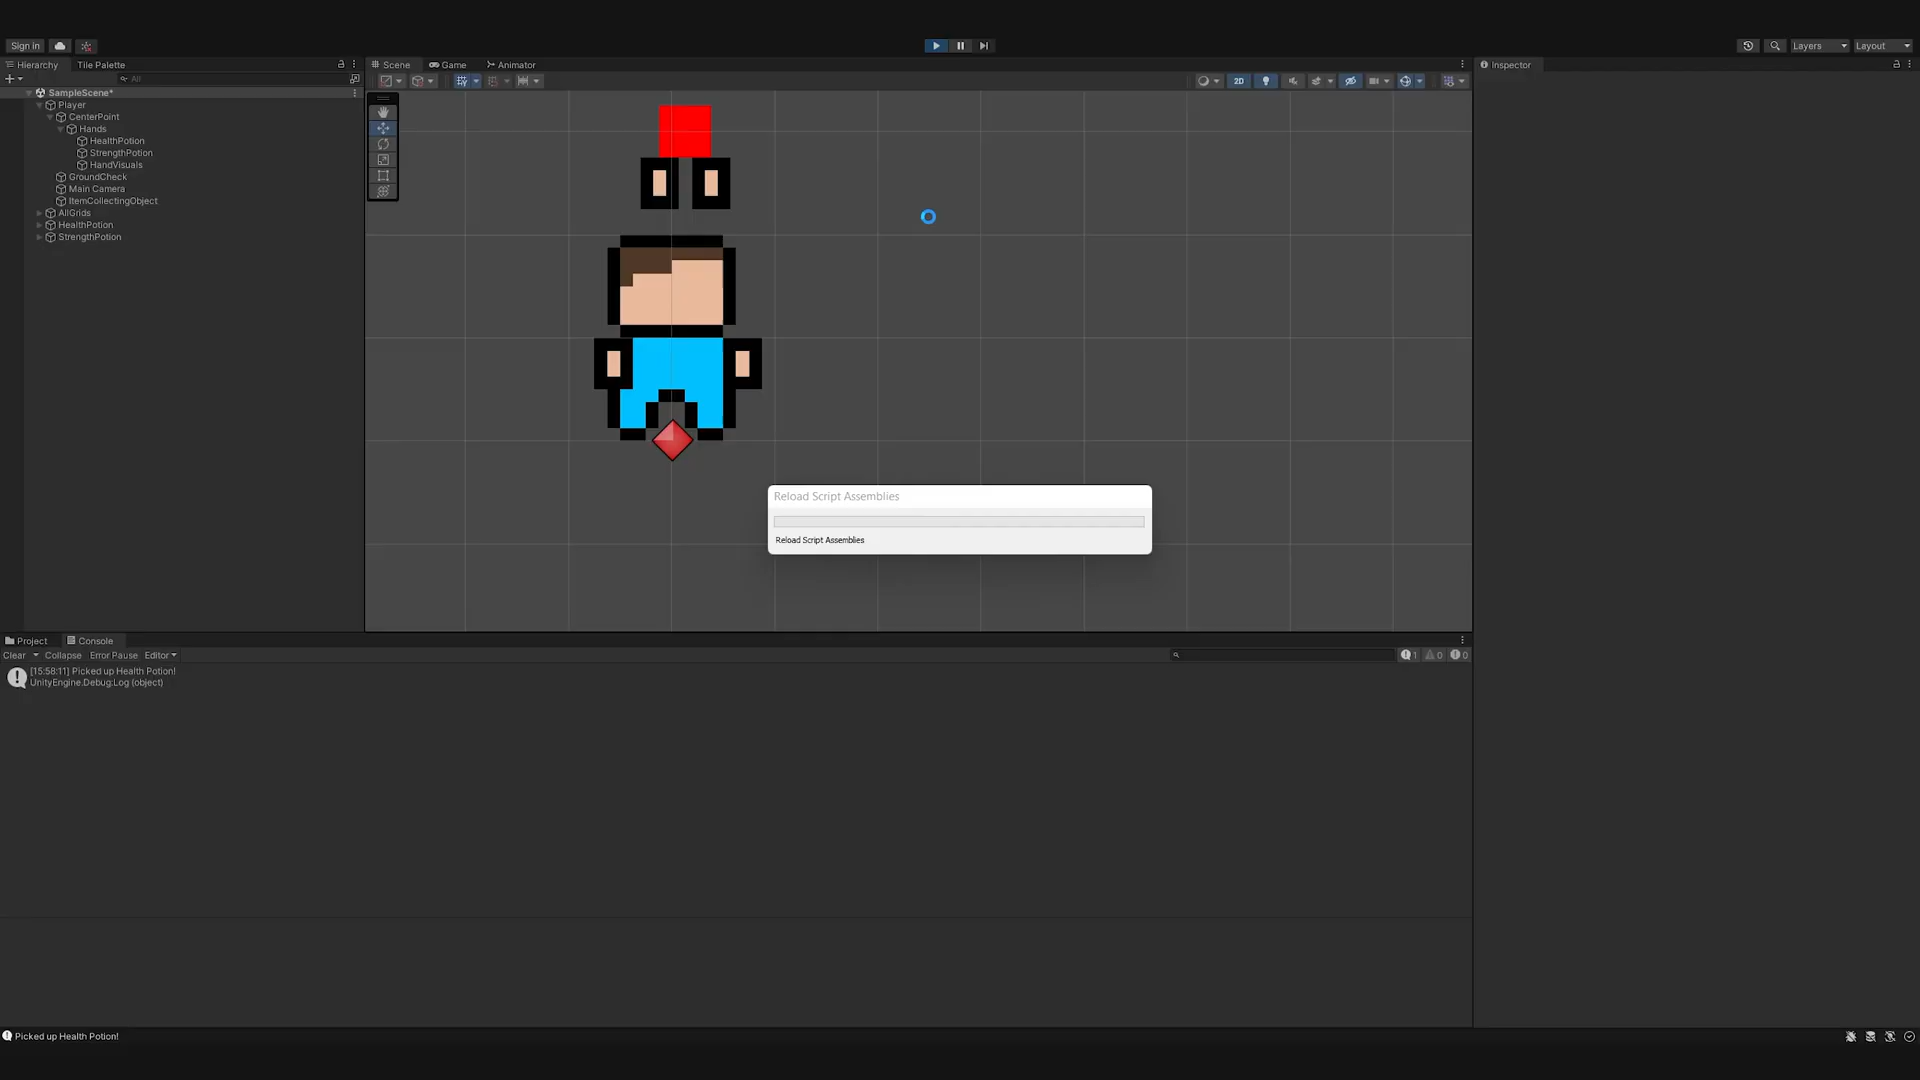 Sign in
Layers
Layout
Hierarchy
Tile Palette
Scene
Game
Animator
Inspector
All
2D
SampleScene*
Player
CenterPoint
Hands
HealthPotion
StrengthPotion
HandVisuals
GroundCheck
Main Camera
ItemCollectingObject
AllGrids
HealthPotion
StrengthPotion
Reload Script Assemblies
Reload Script Assemblies
Project
Console
Clear
Collapse
Error Pause
Editor
1
0
0
[15:58:11] Picked up Health Potion!
UnityEngine.Debug:Log (object)
Picked up Health Potion!